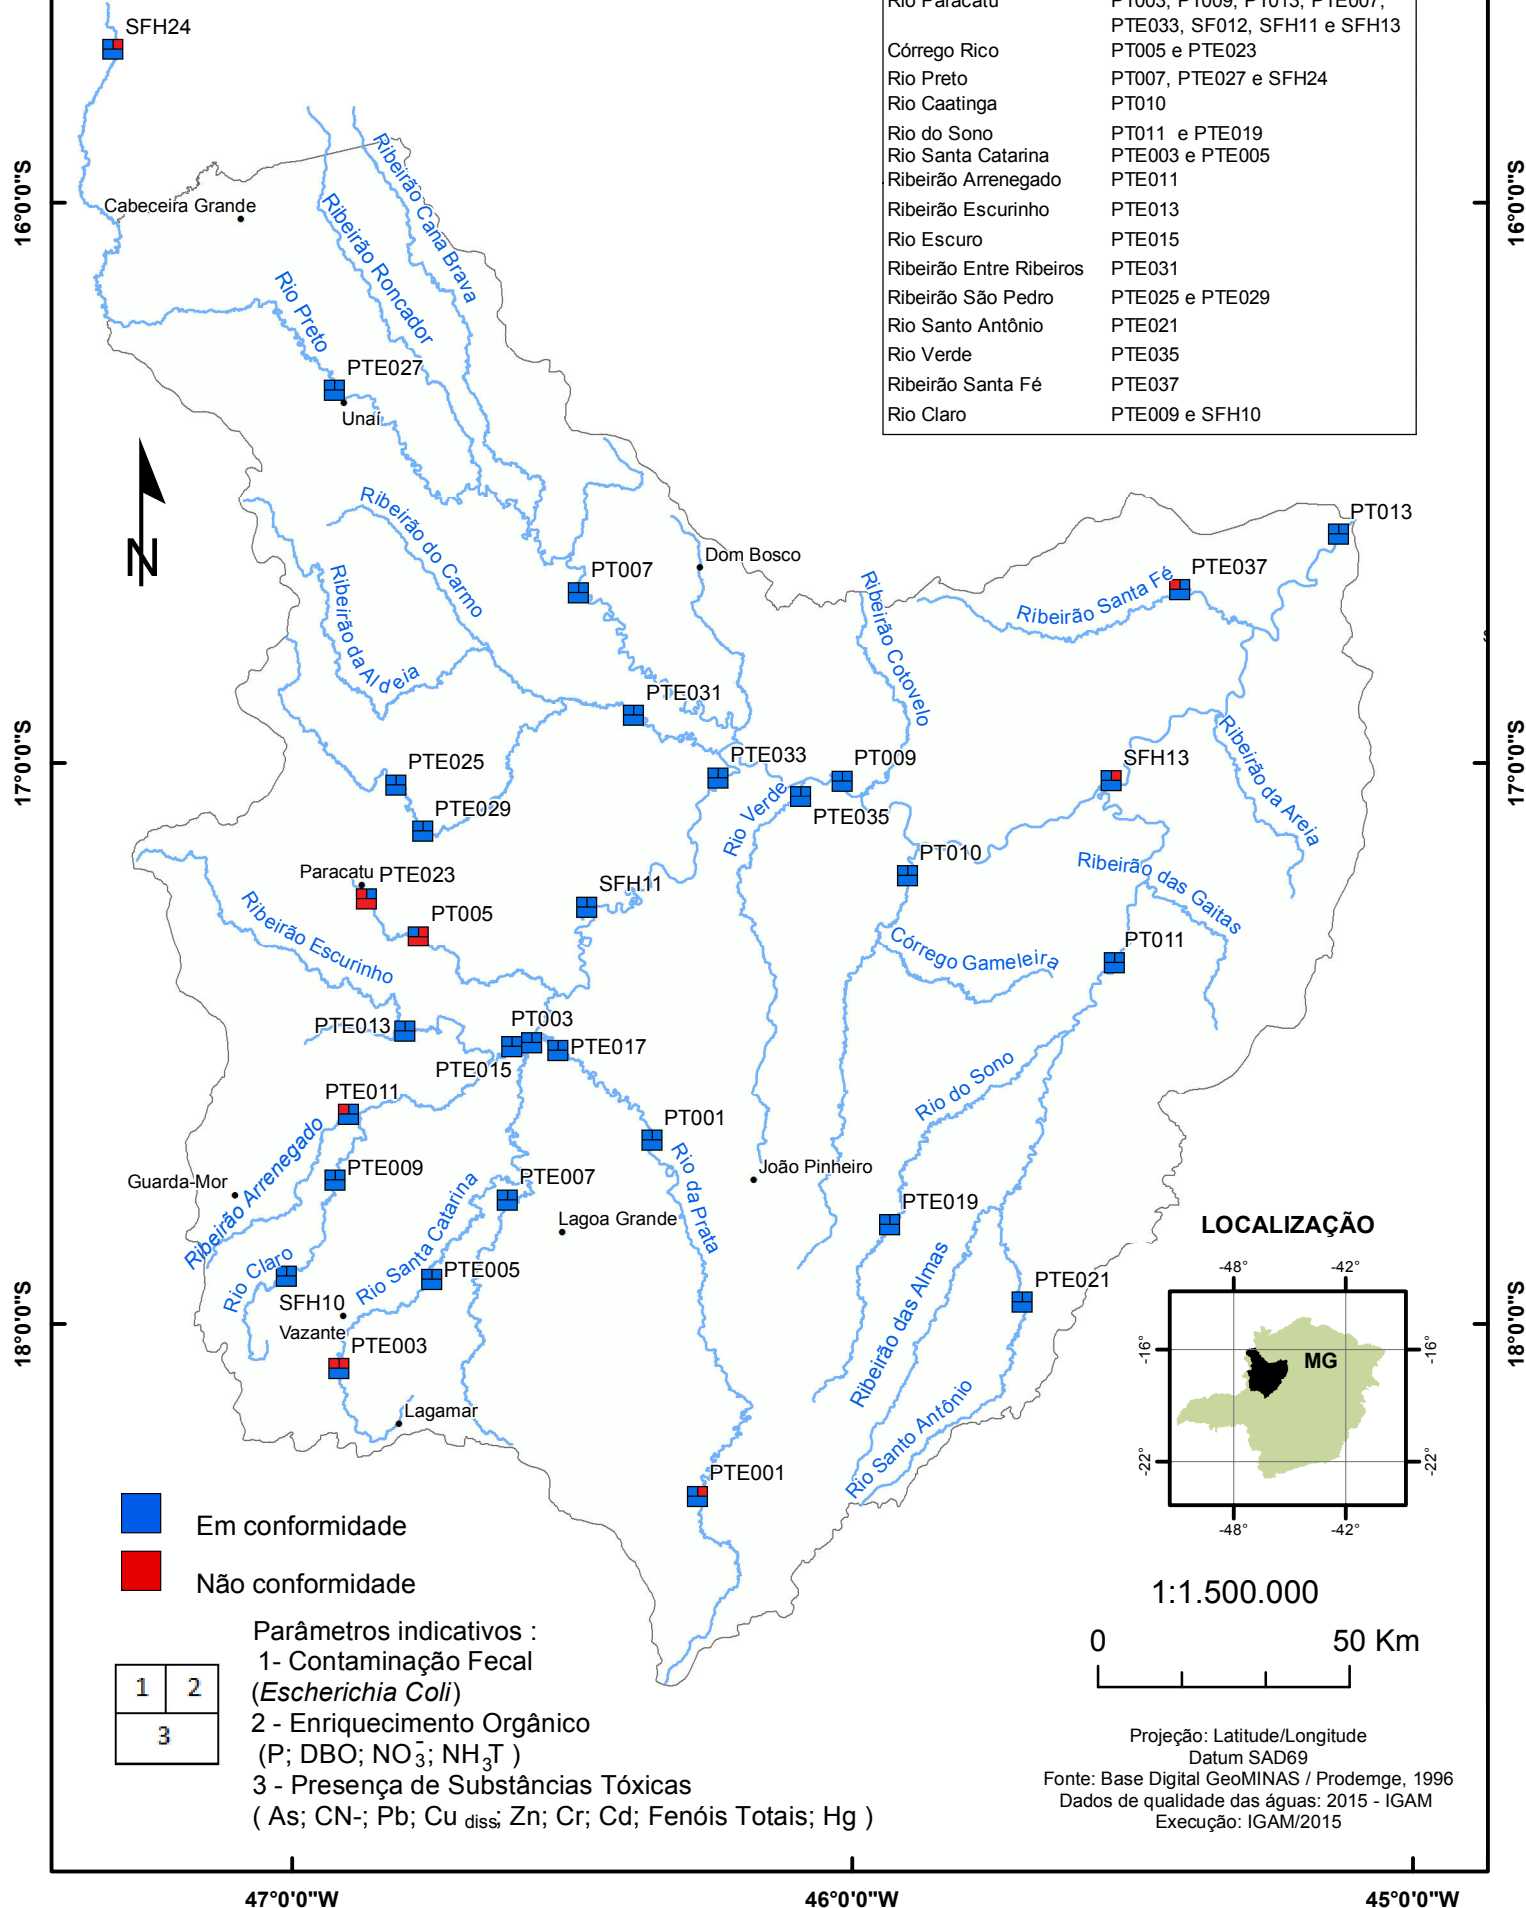 Rio Paracatu PT003, PT009, PT013, PTE007,
PTE033, SF012, SFH11 e SFH13
Córrego Rico PT005 e PTE023
Rio Preto PT007, PTE027 e SFH24
Rio Caatinga PT010
Rio do Sono PT011 e PTE019
Rio Santa Catarina PTE003 e PTE005
Ribeirão Arrenegado PTE011
Ribeirão Escurinho PTE013
Rio Escuro PTE015
Ribeirão Entre Ribeiros PTE031
Ribeirão São Pedro PTE025 e PTE029
Rio Santo Antônio PTE021
Rio Verde PTE035
Ribeirão Santa Fé PTE037
Rio Claro PTE009 e SFH10
SFH24
Ribeirão Cana Brava
16°0'0"S
16°0'0"S
Cabeceira Grande
Ribeirão Roncador
Rio Preto
PTE027
Unaí
N
Ribeirão do Carmo
PT013
Dom Bosco
PT007
PTE037
Ribeirão Santa Fé
Ribeirão da Aldeia
Ribeirão Cotovelo
PTE031
17°0'0"S
17°0'0"S
PTE025
PTE033
PT009
SFH13
Ribeirão da Areia
PTE029
Rio Verde
PTE035
PT010
Ribeirão das Gaitas
Paracatu
PTE023
SFH11
PT005
Ribeirão Escurinho
Córrego Gameleira
PT011
PTE013
PT003
PTE017
PTE015
Rio do Sono
PTE011
PT001
Ribeirão Arrenegado
PTE009
João Pinheiro
Guarda-Mor
PTE007
Rio da Prata
Lagoa Grande
PTE019
Rio Santa Catarina
Rio Claro
PTE005
Ribeirão das Almas
PTE021
SFH10
Vazante
18°0'0"S
18°0'0"S
PTE003
Lagamar
Rio Santo Antônio
PTE001
LOCALIZAÇÃO
-48°
-42°
-16°
-16°
MG
-22°
-22°
-48°
-42°
Em conformidade
Não conformidade
1:1.500.000
0 50 Km
Parâmetros indicativos :
1- Contaminação Fecal
(Escherichia Coli)
2 - Enriquecimento Orgânico
(P; DBO; NO3-; NH3T )
3 - Presença de Substâncias Tóxicas
( As; CN-; Pb; Cu diss; Zn; Cr; Cd; Fenóis Totais; Hg )
1 2
3
Projeção: Latitude/Longitude
Datum SAD69
Fonte: Base Digital GeoMINAS / Prodemge, 1996
Dados de qualidade das águas: 2015 - IGAM
Execução: IGAM/2015
47°0'0"W
46°0'0"W
45°0'0"W